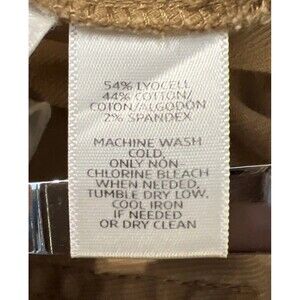 54% LYOCELL
44% COTTON/
COTON/ALGODON
2% SPANDEX
MACHINE WASH
COLD,
ONLY NON-
CHLORINE BLEACH
WHEN NEEDED,
TUMBLE DRY LOW,
COOL IRON
IF NEEDED
OR DRY CLEAN